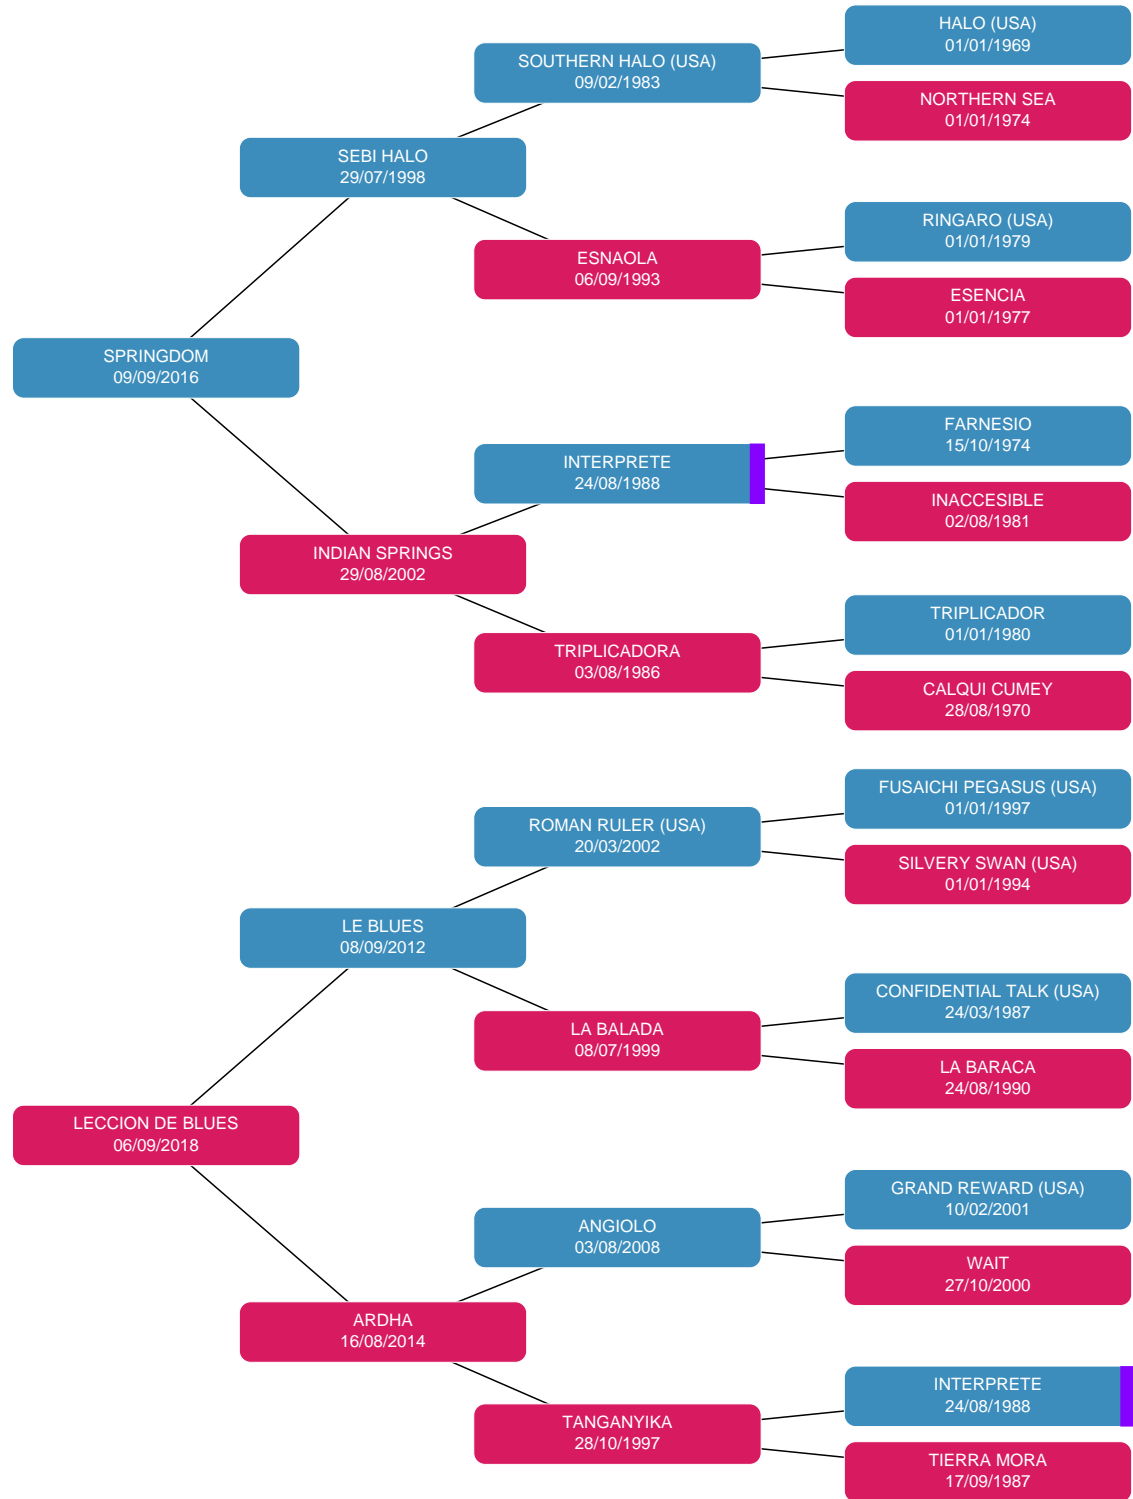 HALO (USA)
01/01/1969
SOUTHERN HALO (USA)
09/02/1983
NORTHERN SEA
01/01/1974
SEBI HALO
29/07/1998
RINGARO (USA)
01/01/1979
ESNAOLA
06/09/1993
ESENCIA
01/01/1977
SPRINGDOM
09/09/2016
FARNESIO
15/10/1974
INTERPRETE
24/08/1988
INACCESIBLE
02/08/1981
INDIAN SPRINGS
29/08/2002
TRIPLICADOR
01/01/1980
TRIPLICADORA
03/08/1986
CALQUI CUMEY
28/08/1970
FUSAICHI PEGASUS (USA)
01/01/1997
ROMAN RULER (USA)
20/03/2002
SILVERY SWAN (USA)
01/01/1994
LE BLUES
08/09/2012
CONFIDENTIAL TALK (USA)
24/03/1987
LA BALADA
08/07/1999
LA BARACA
24/08/1990
LECCION DE BLUES
06/09/2018
GRAND REWARD (USA)
10/02/2001
ANGIOLO
03/08/2008
WAIT
27/10/2000
ARDHA
16/08/2014
INTERPRETE
24/08/1988
TANGANYIKA
28/10/1997
TIERRA MORA
17/09/1987